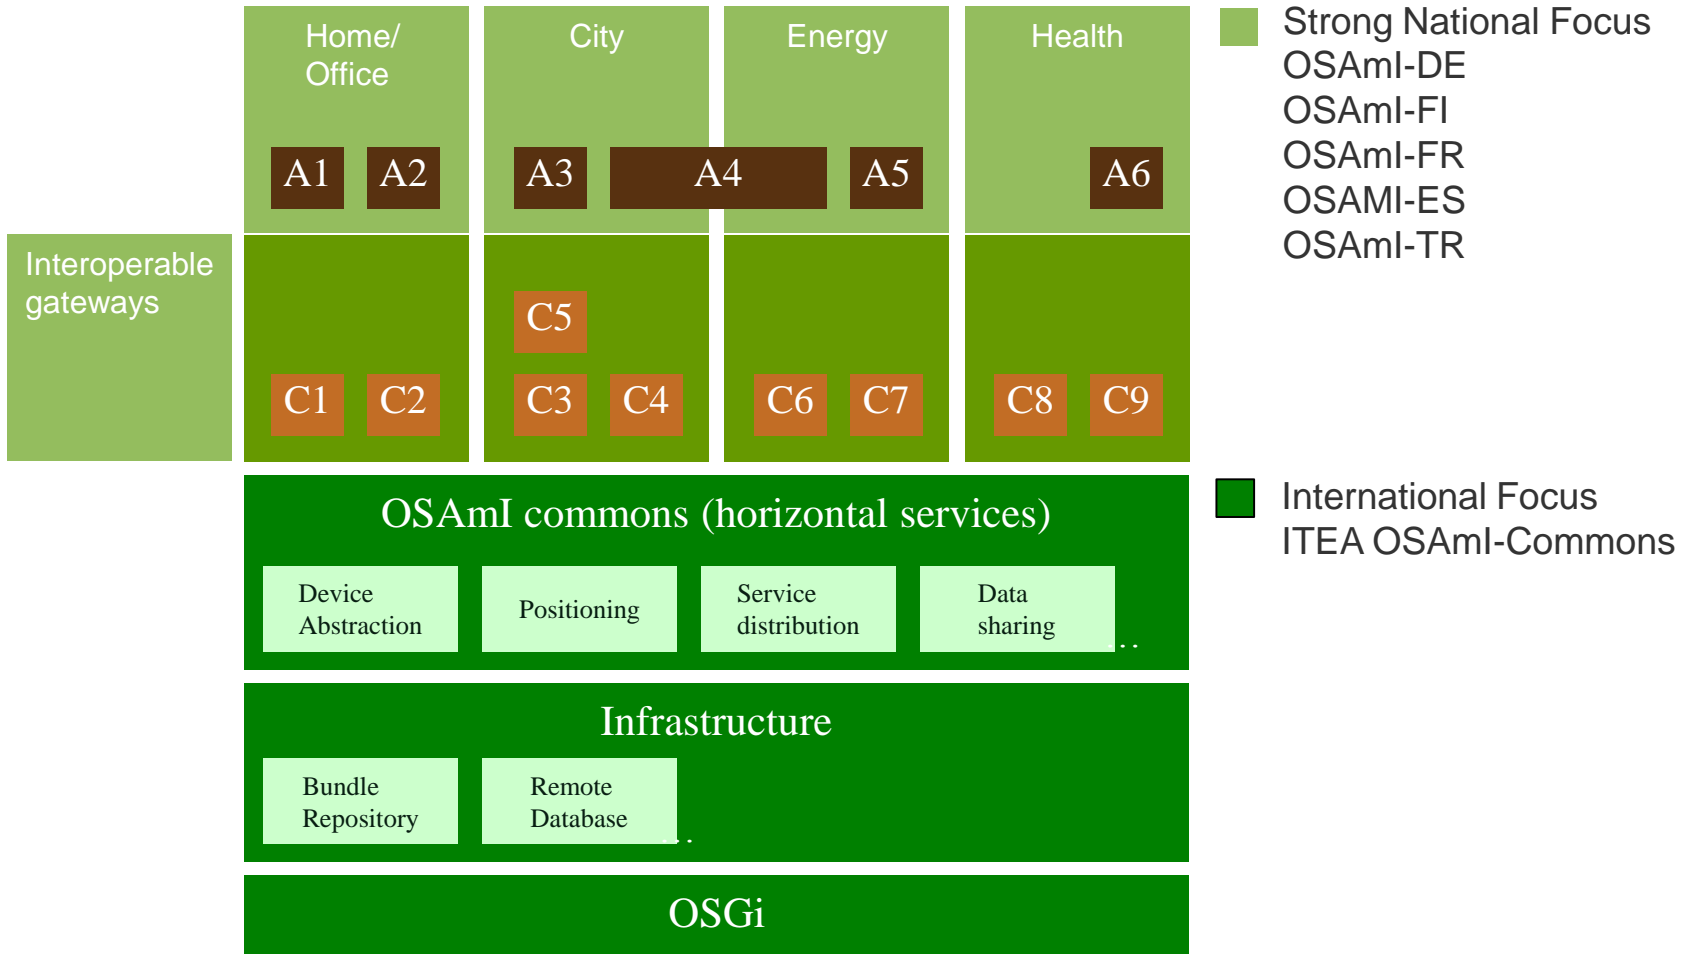 Home/
Office
City
Energy
Health
A1
A2
A3
A4
A5
A6
Interoperable
gateways
C5
C1
C2
C3
C4
C6
C7
C8
C9
OSAmI commons (horizontal services)
Device
Abstraction
Positioning
Service
distribution
Data
sharing
…
Infrastructure
Bundle
Repository
Remote
Database
…
OSGi
Strong National Focus
OSAmI-DE
OSAmI-FI
OSAmI-FR
OSAMI-ES
OSAmI-TR
International Focus
ITEA OSAmI-Commons